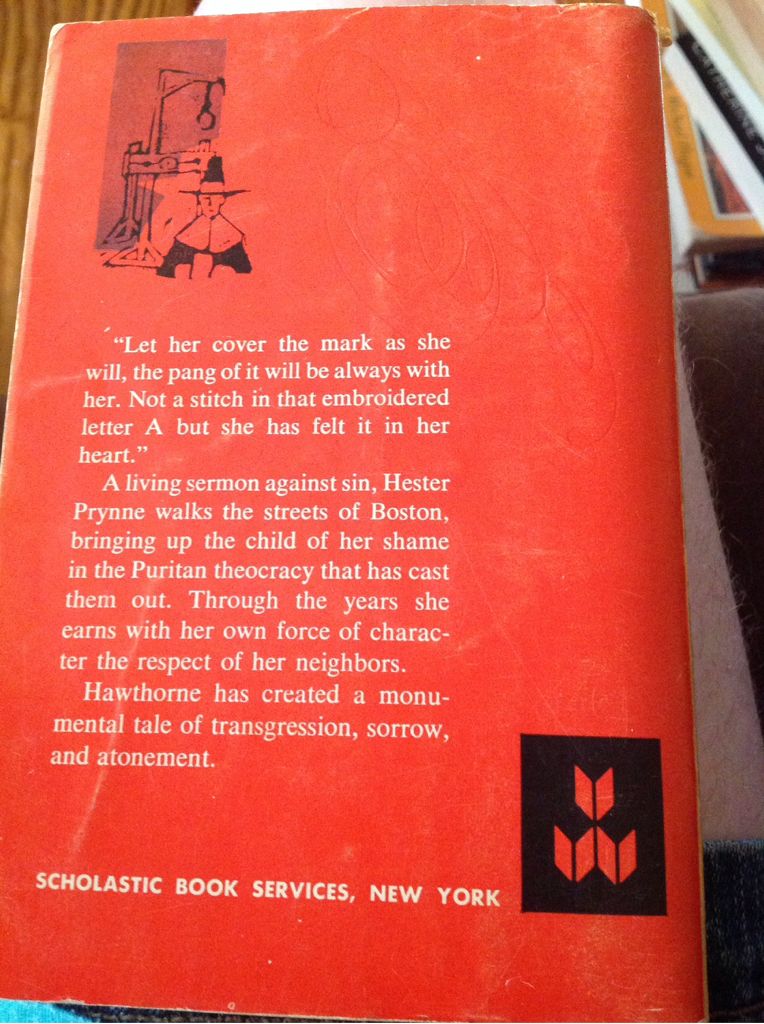 “Let her cover the mark as she
will, the pang of it will be always with
her. Not a stitch in that embroidered
letter A but she has felt it in her
heart.”
A living sermon against sin, Hester
Prynne walks the streets of Boston,
bringing up the child of her shame
in the Puritan theocracy that has cast
them out. Through the years she
earns with her own force of charac-
ter the respect of her neighbors.
Hawthorne has created a monu-
mental tale of transgression, sorrow,
and atonement.
SCHOLASTIC BOOK SERVICES, NEW YORK
CATHERINE